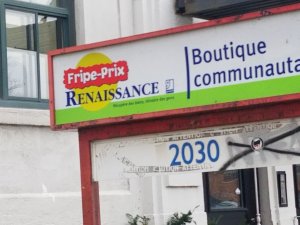 Fripe-Prix
RENAISSANCE
Boutique
communauta
2030